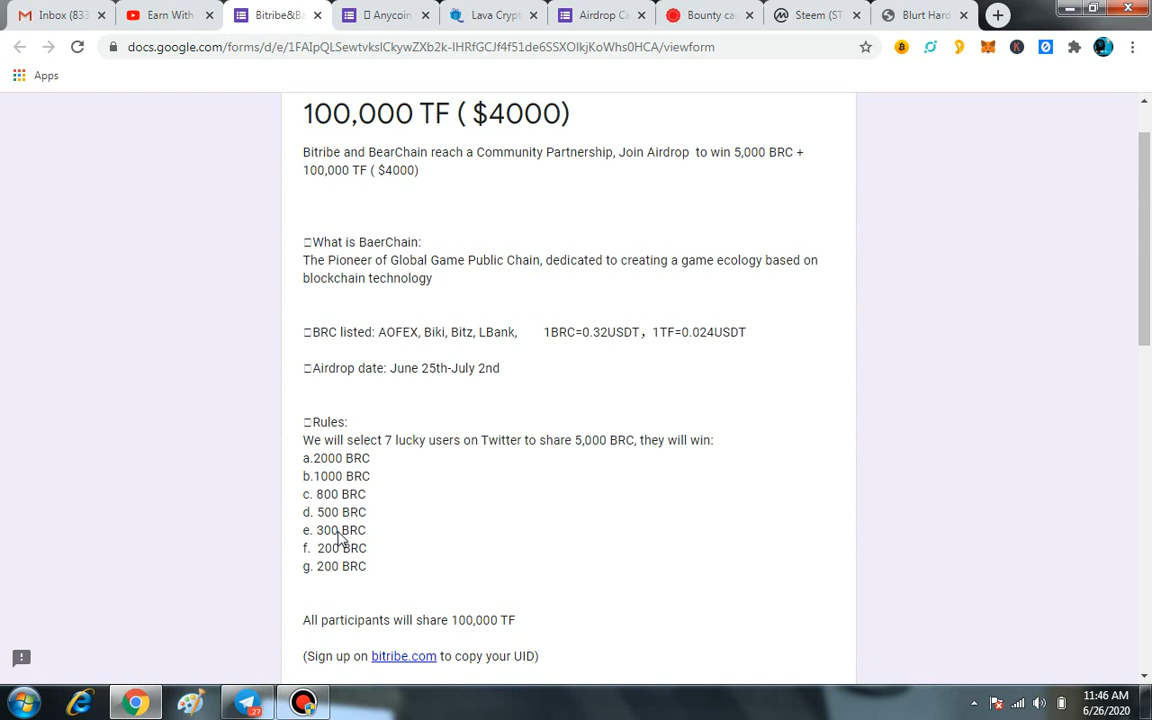 Inbox (833
Earn With
Bitribe&Ba
Anycoin
Lava Crypt
Airdrop Ca
Bounty ca
Steem (ST
Blurt Hard
docs.google.com/forms/d/e/1FAIpQLSewtvksICkywZXb2k-IHRfGCJf4f51de6SSXOIkjKoWhs0HCA/viewform
Apps
100,000 TF ( $4000)
Bitribe and BearChain reach a Community Partnership, Join Airdrop to win 5,000 BRC +
100,000 TF ( $4000)
What is BaerChain:
The Pioneer of Global Game Public Chain, dedicated to creating a game ecology based on
blockchain technology
BRC listed: AOFEX, Biki, Bitz, LBank, 1BRC=0.32USDT，1TF=0.024USDT
Airdrop date: June 25th-July 2nd
Rules:
We will select 7 lucky users on Twitter to share 5,000 BRC, they will win:
a.2000 BRC
b.1000 BRC
c. 800 BRC
d. 500 BRC
e. 300 BRC
f. 200 BRC
g. 200 BRC
All participants will share 100,000 TF
(Sign up on bitribe.com to copy your UID)
27
11:46 AM
6/26/2020